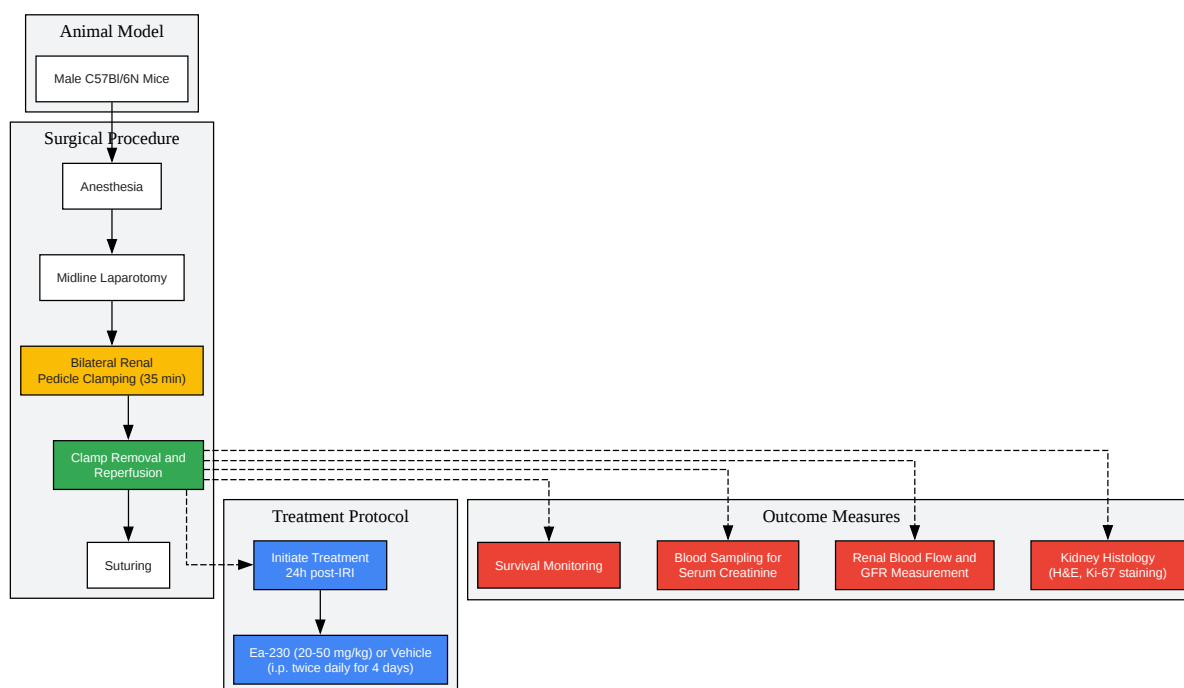 Animal Model
Male C57Bl/6N Mice
Surgical Procedure
Anesthesia
Midline Laparotomy
Bilateral Renal
Pedicle Clamping (35 min)
Clamp Removal and
Reperfusion
Suturing
Treatment Protocol
Initiate Treatment
24h post-IRI
Ea-230 (20-50 mg/kg) or Vehicle
(i.p. twice daily for 4 days)
Outcome Measures
Survival Monitoring
Blood Sampling for
Serum Creatinine
Renal Blood Flow and
GFR Measurement
Kidney Histology
(H&E, Ki-67 staining)